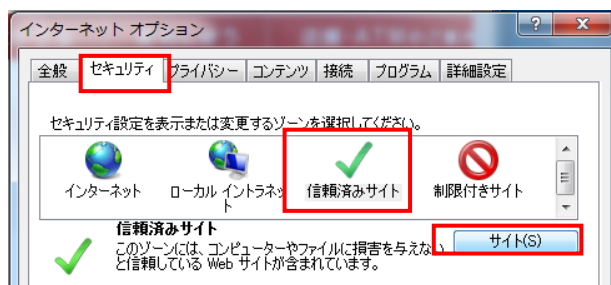 インターネット オプション
全般 セキュリティ プライバシー コンテンツ 接続 プログラム 詳細設定
セキュリティ設定を表示または変更するゾーンを選択してください。
インターネット ローカル イントラネッ
ト 信頼済みサイト 制限付きサイト
信頼済みサイト
このゾーンには、コンピューターやファイルに損害を与えない
と信頼している Web サイトが含まれています。
サイト(S)